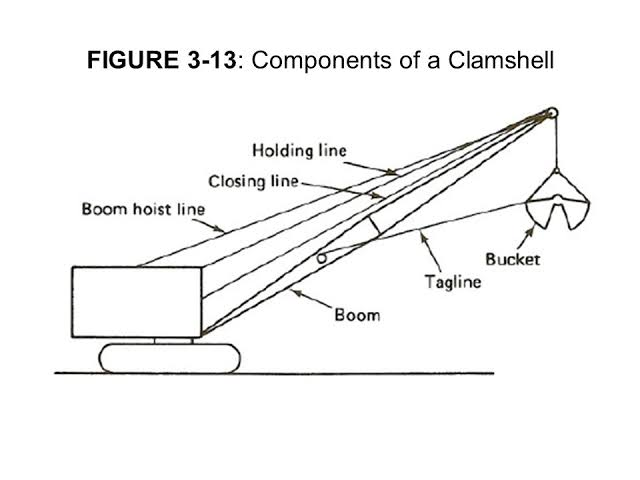 FIGURE 3-13: Components of a Clamshell
Holding line
Closing line
Boom hoist line
Bucket
Tagline
Boom